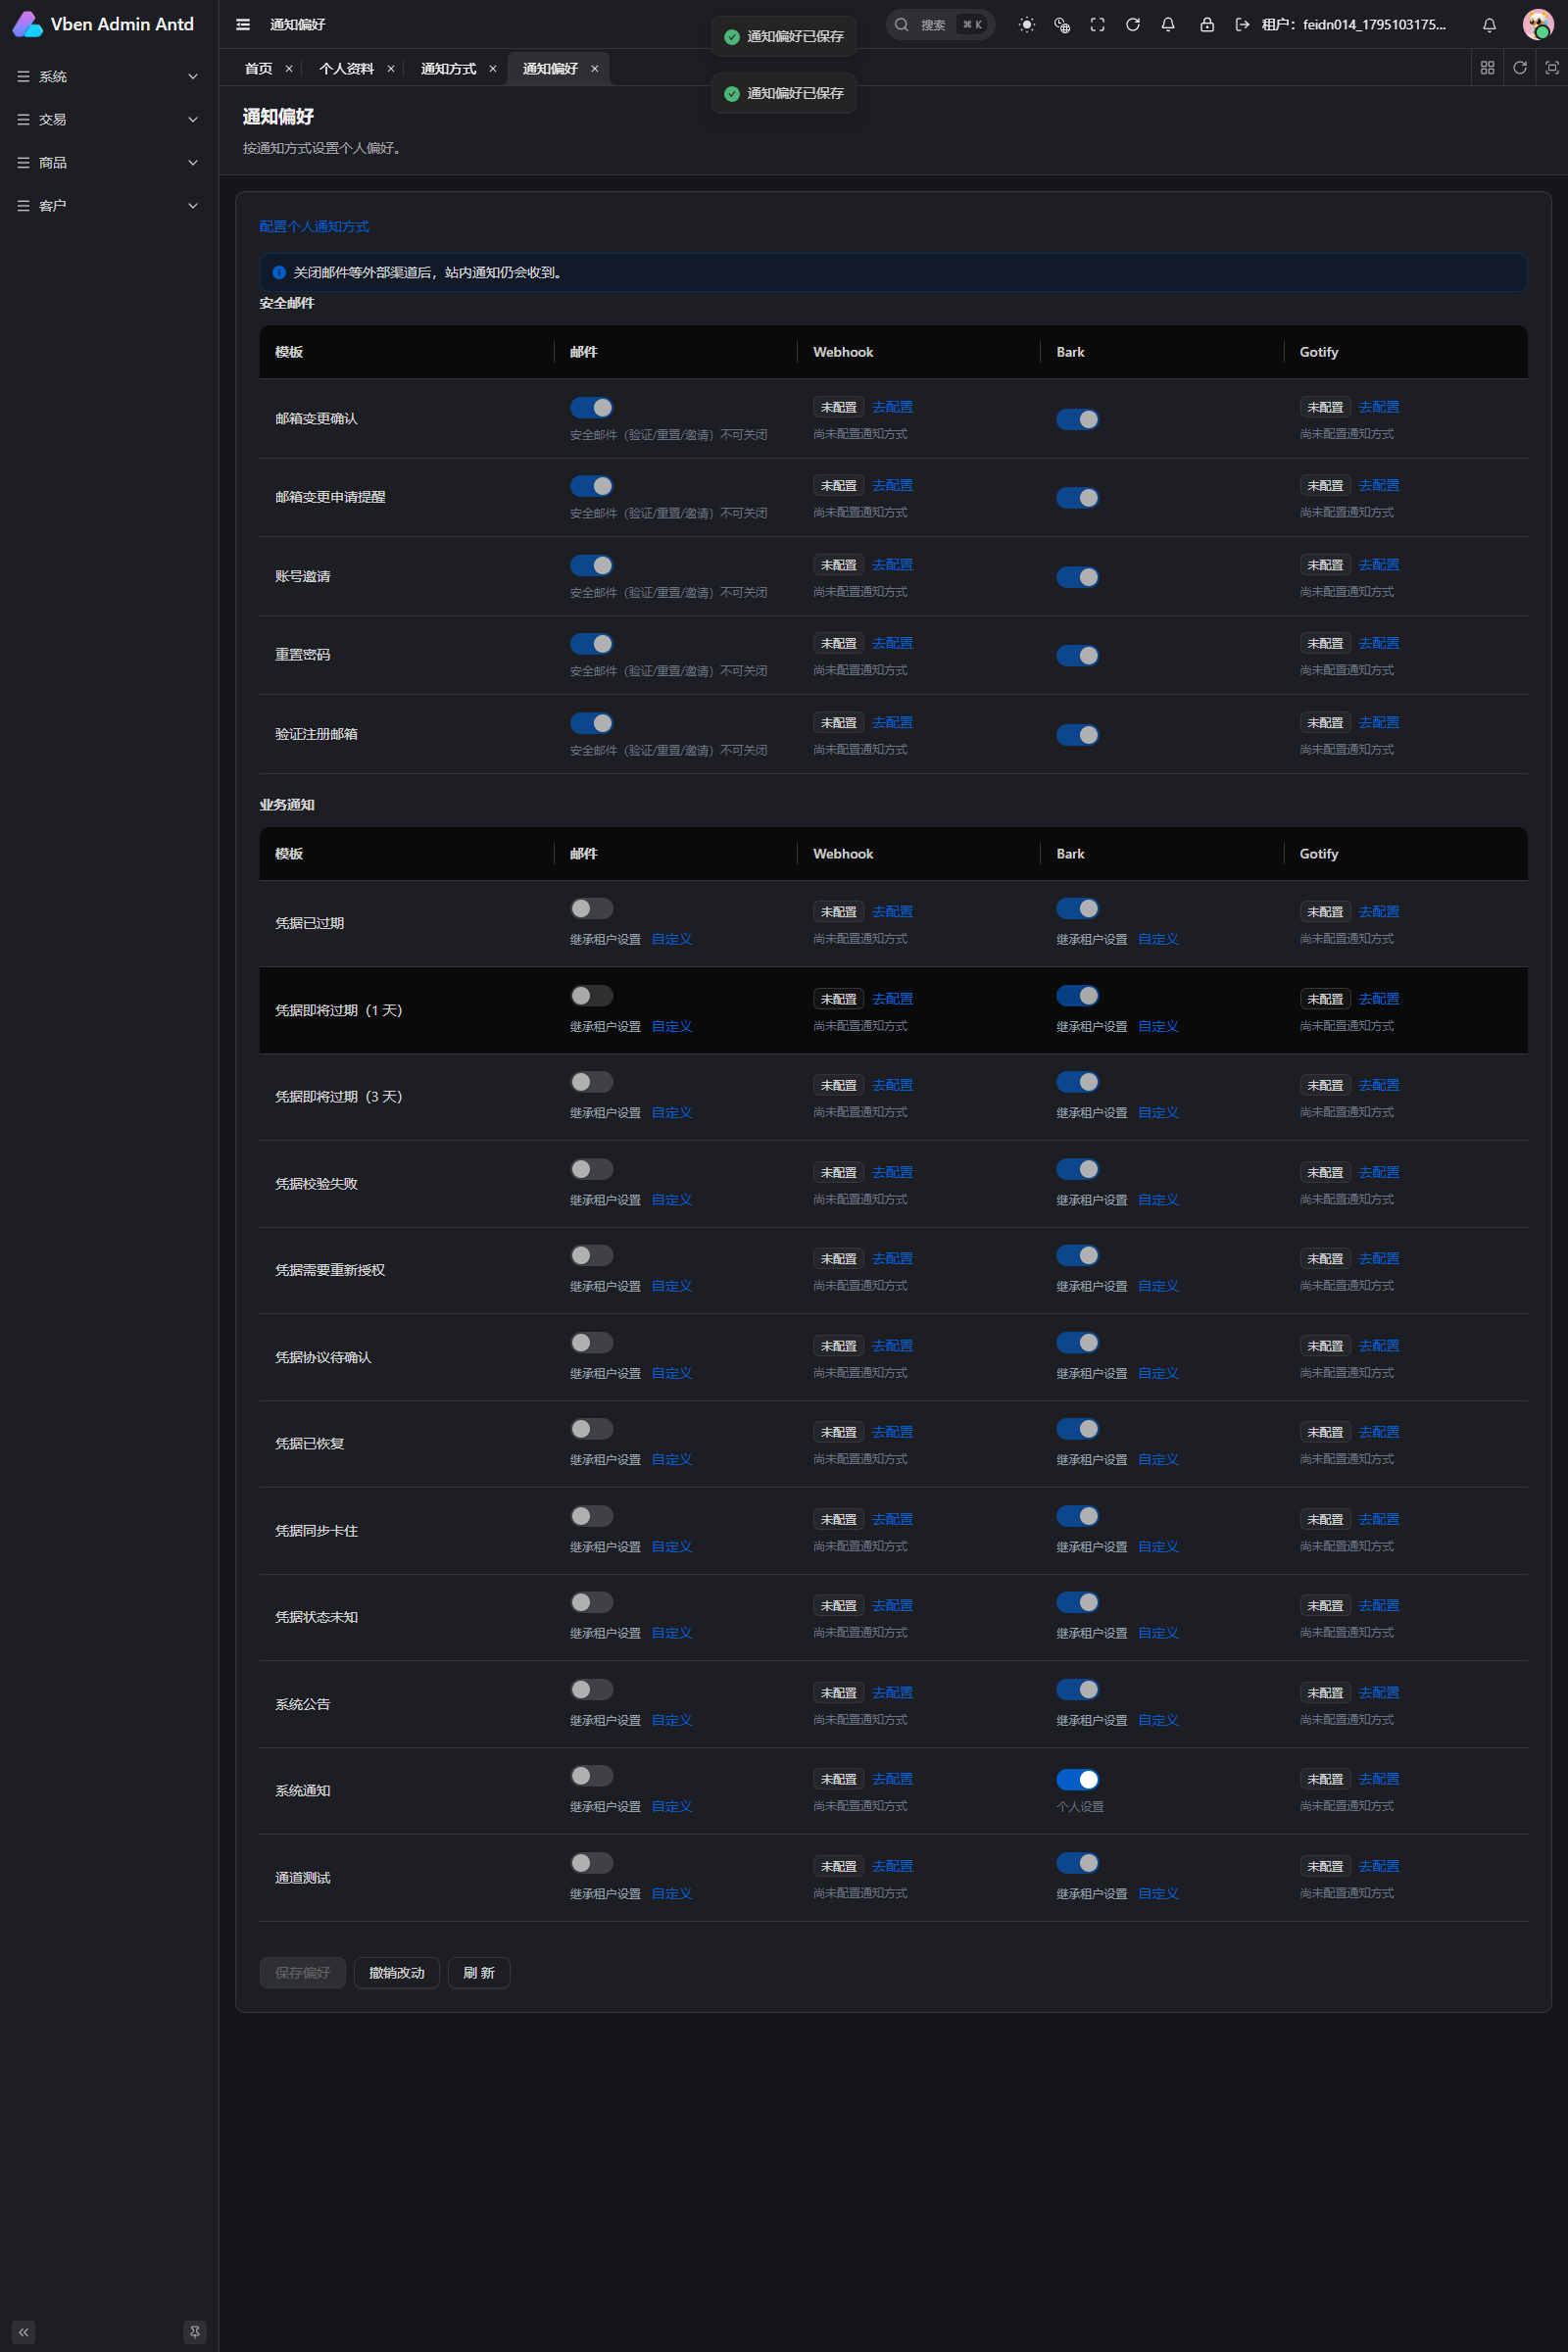 Vben Admin Antd
通知偏好
搜索 ⌘ K
租户：feidn014_1795103175...
通知偏好已保存
通知偏好已保存
系统
交易
商品
客户
首页 × 个人资料 × 通知方式 × 通知偏好 ×
通知偏好
按通知方式设置个人偏好。
配置个人通知方式
关闭邮件等外部渠道后，站内通知仍会收到。
安全邮件
模板 邮件 Webhook Bark Gotify
邮箱变更确认
安全邮件（验证/重置/邀请）不可关闭
未配置 去配置
尚未配置通知方式
未配置 去配置
尚未配置通知方式
邮箱变更申请提醒
安全邮件（验证/重置/邀请）不可关闭
未配置 去配置
尚未配置通知方式
未配置 去配置
尚未配置通知方式
账号邀请
安全邮件（验证/重置/邀请）不可关闭
未配置 去配置
尚未配置通知方式
未配置 去配置
尚未配置通知方式
重置密码
安全邮件（验证/重置/邀请）不可关闭
未配置 去配置
尚未配置通知方式
未配置 去配置
尚未配置通知方式
验证注册邮箱
安全邮件（验证/重置/邀请）不可关闭
未配置 去配置
尚未配置通知方式
未配置 去配置
尚未配置通知方式
业务通知
模板 邮件 Webhook Bark Gotify
凭据已过期
继承租户设置 自定义
未配置 去配置
尚未配置通知方式
继承租户设置 自定义
未配置 去配置
尚未配置通知方式
凭据即将过期（1 天）
继承租户设置 自定义
未配置 去配置
尚未配置通知方式
继承租户设置 自定义
未配置 去配置
尚未配置通知方式
凭据即将过期（3 天）
继承租户设置 自定义
未配置 去配置
尚未配置通知方式
继承租户设置 自定义
未配置 去配置
尚未配置通知方式
凭据校验失败
继承租户设置 自定义
未配置 去配置
尚未配置通知方式
继承租户设置 自定义
未配置 去配置
尚未配置通知方式
凭据需要重新授权
继承租户设置 自定义
未配置 去配置
尚未配置通知方式
继承租户设置 自定义
未配置 去配置
尚未配置通知方式
凭据协议待确认
继承租户设置 自定义
未配置 去配置
尚未配置通知方式
继承租户设置 自定义
未配置 去配置
尚未配置通知方式
凭据已恢复
继承租户设置 自定义
未配置 去配置
尚未配置通知方式
继承租户设置 自定义
未配置 去配置
尚未配置通知方式
凭据同步卡住
继承租户设置 自定义
未配置 去配置
尚未配置通知方式
继承租户设置 自定义
未配置 去配置
尚未配置通知方式
凭据状态未知
继承租户设置 自定义
未配置 去配置
尚未配置通知方式
继承租户设置 自定义
未配置 去配置
尚未配置通知方式
系统公告
继承租户设置 自定义
未配置 去配置
尚未配置通知方式
继承租户设置 自定义
未配置 去配置
尚未配置通知方式
系统通知
继承租户设置 自定义
未配置 去配置
尚未配置通知方式
个人设置
未配置 去配置
尚未配置通知方式
通道测试
继承租户设置 自定义
未配置 去配置
尚未配置通知方式
继承租户设置 自定义
未配置 去配置
尚未配置通知方式
保存偏好 撤销改动 刷 新